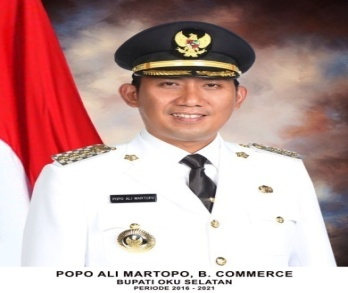 POPO ALI MARTOPO
POPO ALI MARTOPO, B. COMMERCE
BUPATI OKU SELATAN
PERIODE 2016 - 2021